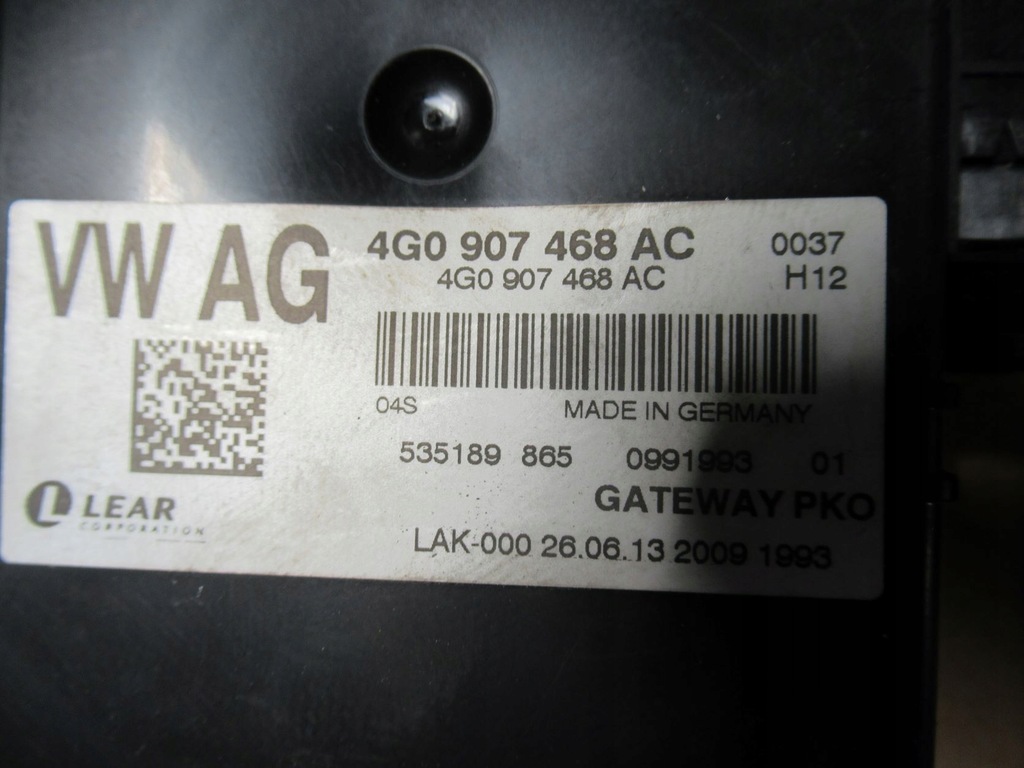 VW AG 4G0 907 468 AC 0037
4G0 907 468 AC H12
04S MADE IN GERMANY
535189 865 0991993 01
GATEWAY PKO
LEAR
CORPORATION
LAK-000 26.06.13 2009 1993